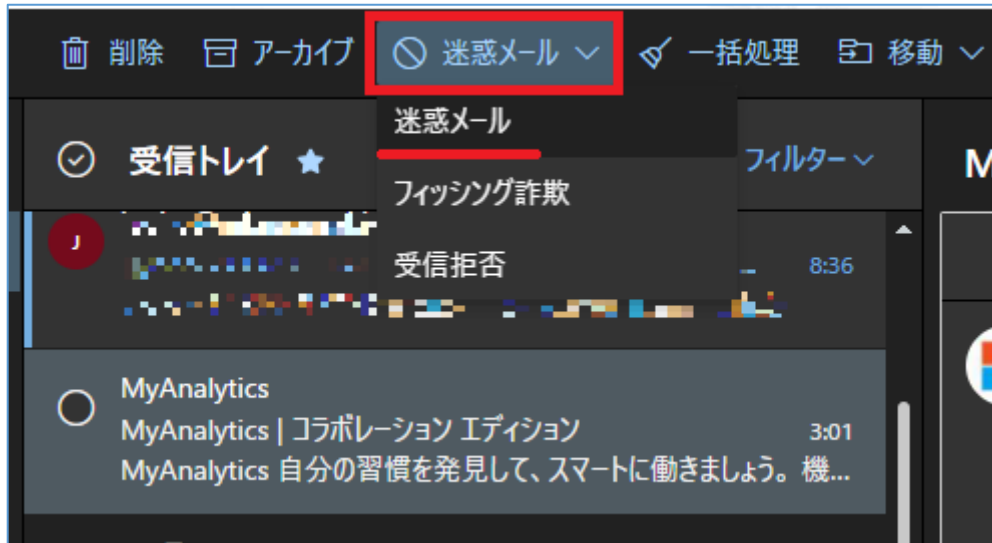 削除 アーカイブ 迷惑メール 一括処理 移動
迷惑メール
フィッシング詐欺
受信拒否
受信トレイ フィルター
M
J
8:36
MyAnalytics
MyAnalytics | コラボレーション エディション 3:01
MyAnalytics 自分の習慣を発見して、スマートに働きましょう。機...